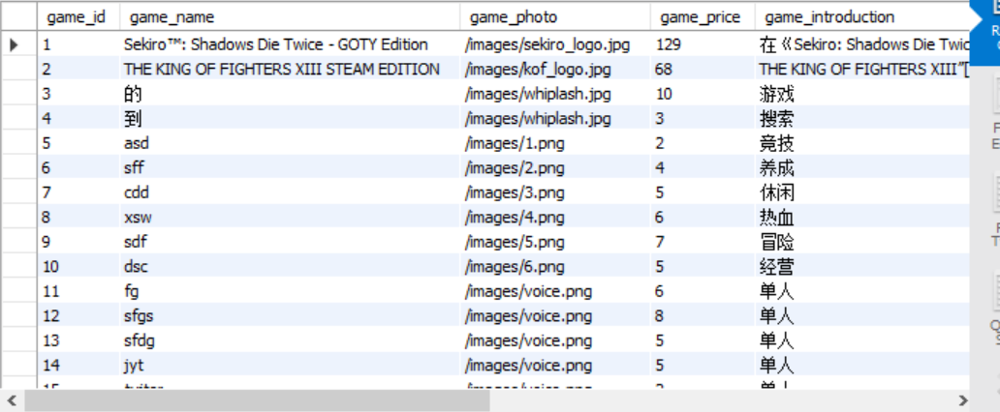 game_id game_name game_photo game_price game_introduction
1 Sekiro™: Shadows Die Twice - GOTY Edition /images/sekiro_logo.jpg 129 在《Sekiro: Shadows Die Twic
2 THE KING OF FIGHTERS XIII STEAM EDITION /images/kof_logo.jpg 68 THE KING OF FIGHTERS XIII"[
3 的 /images/whiplash.jpg 10 游戏
4 到 /images/whiplash.jpg 3 搜索
5 asd /images/1.png 2 竞技
6 sff /images/2.png 4 养成
7 cdd /images/3.png 5 休闲
8 xsw /images/4.png 6 热血
9 sdf /images/5.png 7 冒险
10 dsc /images/6.png 5 经营
11 fg /images/voice.png 6 单人
12 sfgs /images/voice.png 8 单人
13 sfdg /images/voice.png 5 单人
14 jyt /images/voice.png 5 单人